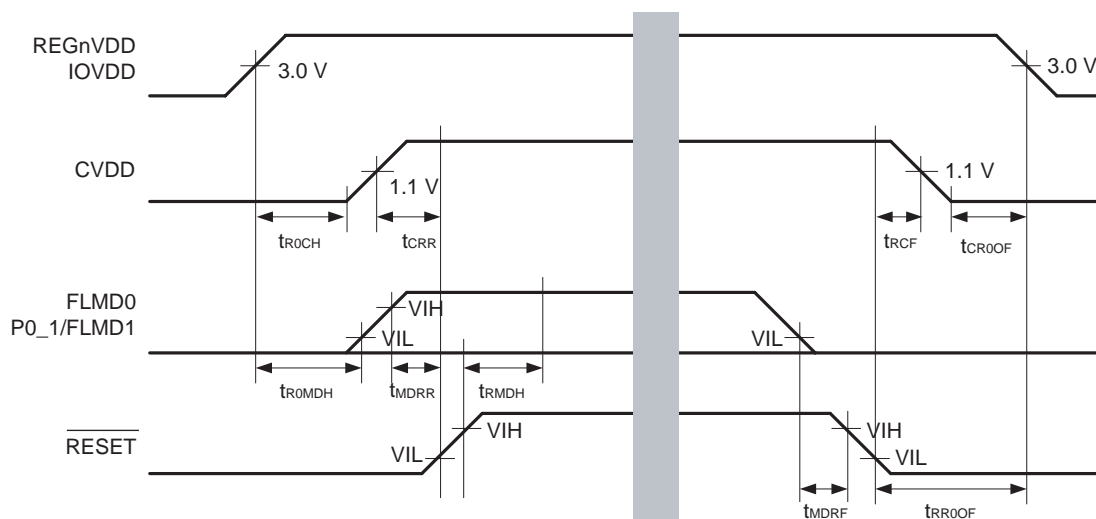 REGnVDD
IOVDD
3.0 V
3.0 V
CVDD
1.1 V
1.1 V
tR0CH
tCRR
tRCF
tCR0OF
FLMD0
P0_1/FLMD1
VIH
VIL
VIL
tR0MDH
tMDRR
tRMDH
RESET
VIH
VIL
VIH
VIL
tMDRF
tRR0OF